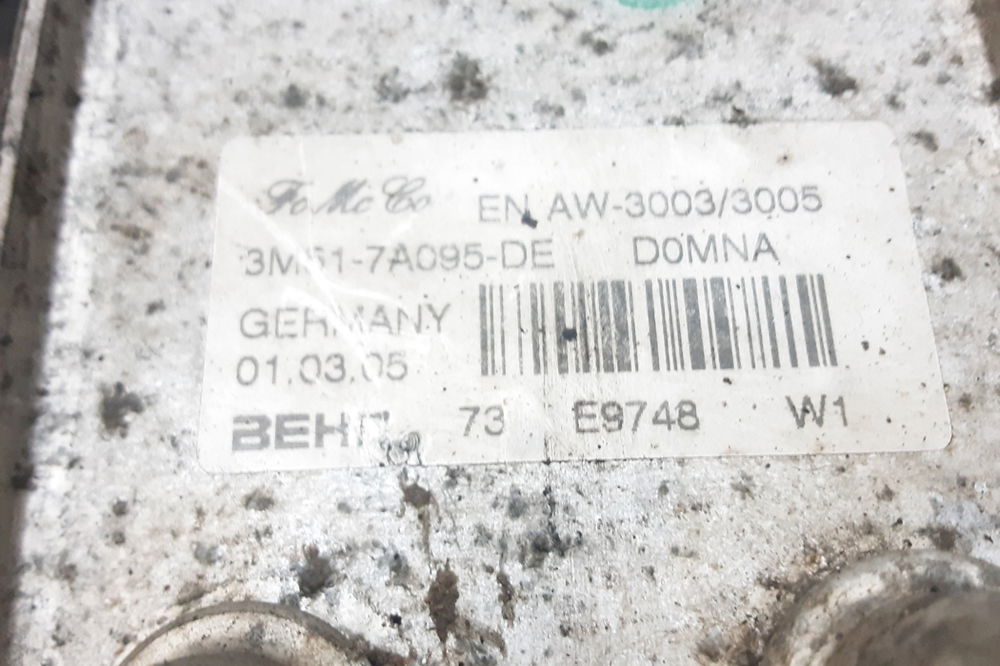 FoMoCo EN AW-3003/3005
3M51-7A095-DE D0MNA
GERMANY
01.03.05
BEHR 73 E9748 W1